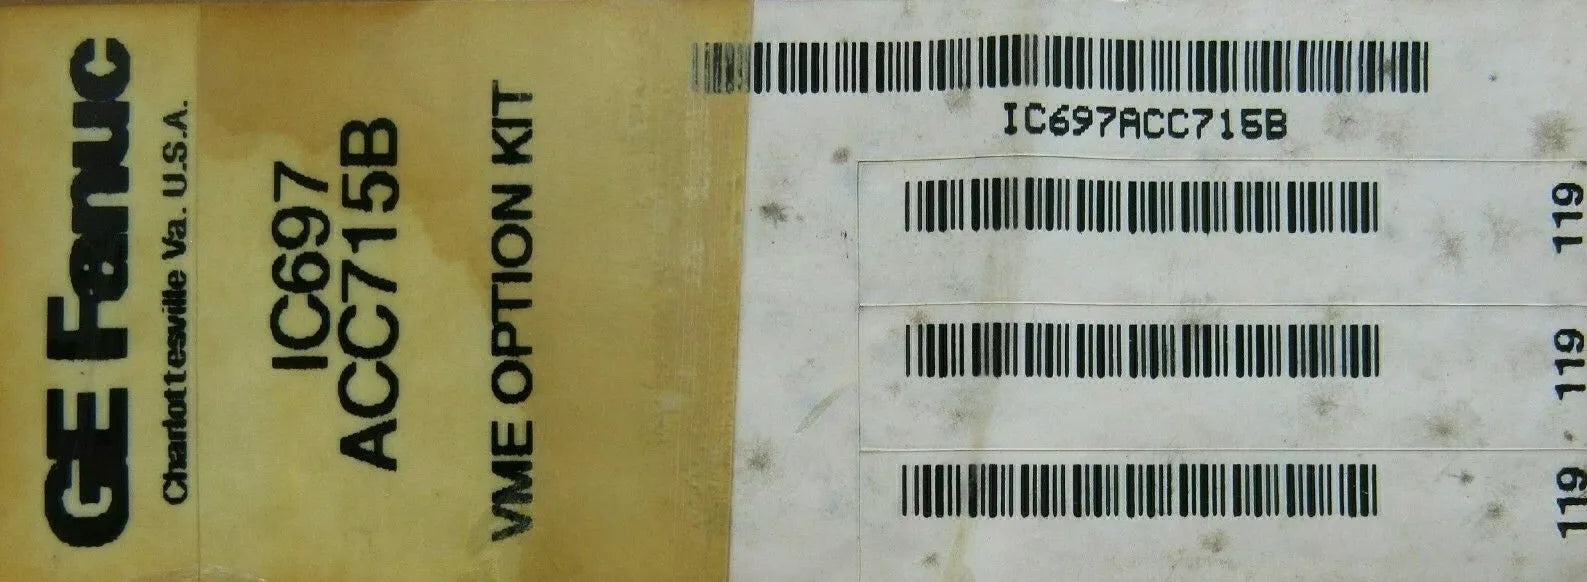 GE Fanuc
Charlottesville Va. U.S.A.
IC697
ACC715B
VME OPTION KIT
IC697ACC715B
119
119
119